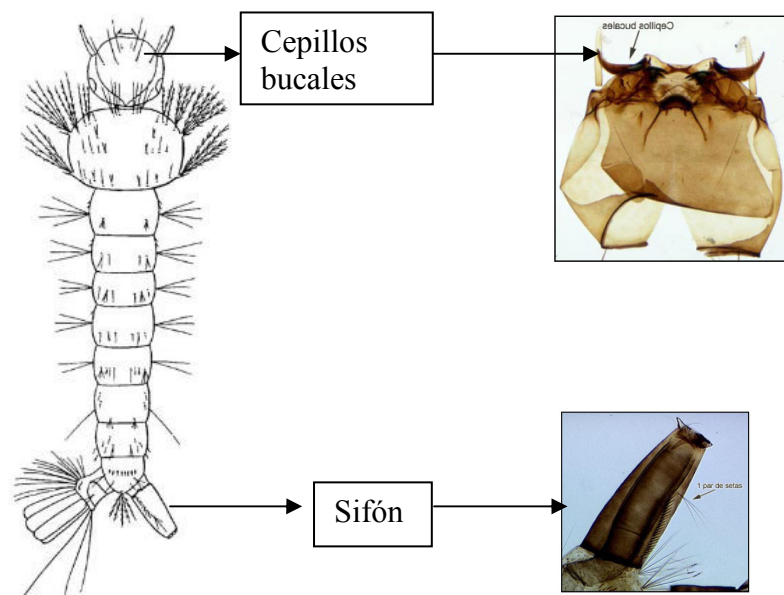 Cepillos
bucales
Cepillos bucales
1 par de setas
Sifón